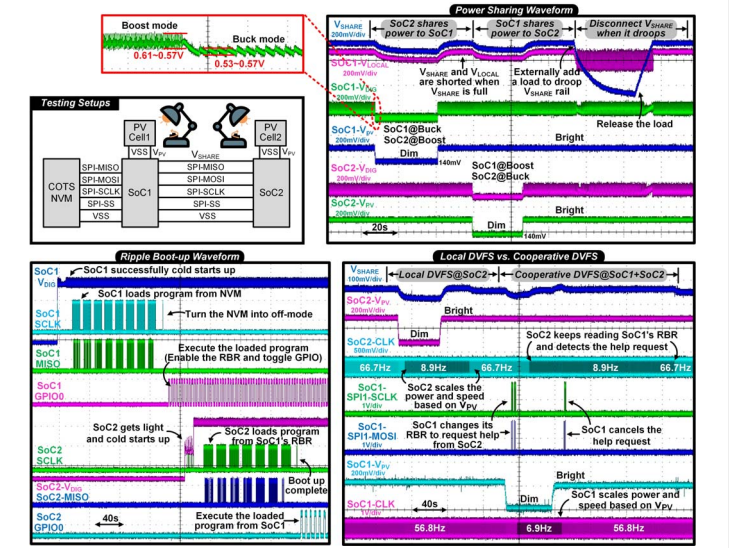 Boost mode
Buck mode
0.61~0.57V
0.53~0.57V
Testing Setups
PV
Cell1
PV
Cell2
VSS
VPV
VSS
VPV
VSHARE
COTS
NVM
SPI-MISO
SPI-MOSI
SPI-SCLK
SPI-SS
VSS
SoC1
SPI-MISO
SPI-MOSI
SPI-SCLK
SPI-SS
VSS
SoC2
Power Sharing Waveform
VSHARE
200mV/div
SoC2 shares
power to SoC1
SoC1 shares
power to SoC2
Disconnect VSHARE
when it droops
SOC1-VLOCAL
200mV/div
VSHARE and VLOCAL
are shorted when
VSHARE is full
Externally add
a load to droop
VSHARE rail
Release the load
SoC1-VDIG
200mV/div
SoC1@Buck
SoC2@Boost
SoC1-VPV
200mV/div
Bright
Dim
140mV
SoC2-VDIG
200mV/div
SoC1@Boost
SoC2@Buck
SoC2-VPV
200mV/div
Bright
20s
Dim
140mV
Ripple Boot-up Waveform
SoC1
VDIG
SoC1 successfully cold starts up
SoC1 loads program from NVM
SoC1
SCLK
Turn the NVM into off-mode
SoC1
MISO
Execute the loaded program
(Enable the RBR and toggle GPIO)
SoC1
GPIO0
SoC2 gets light
and cold starts up
SoC2 loads program
from SoC1's RBR
SoC2
SCLK
Boot up
complete
SoC2-VDIG
SoC2-MISO
SoC2
GPIO0
40s
Execute the loaded
program from SoC1
Local DVFS vs. Cooperative DVFS
VSHARE
100mV/div
Local DVFS@SoC2
Cooperative DVFS@SoC1+SoC2
SoC2-VPV
200mV/div
Bright
Dim
SoC2-CLK
500mV/div
SoC2 keeps reading SoC1's RBR
and detects the help request
66.7Hz
8.9Hz
66.7Hz
8.9Hz
66.7Hz
SoC2 scales the
power and speed
based on VPV
SoC1-
SPI1-SCLK
1V/div
SoC1-
SPI1-MOSI
1V/div
SoC1 changes its
RBR to request help
from SoC2
SoC1 cancels the
help request
SoC1-VPV
200mV/div
Bright
Dim
SoC1-CLK
1V/div
40s
SoC1 scales power and
speed based on VPV
56.8Hz
6.9Hz
56.8Hz